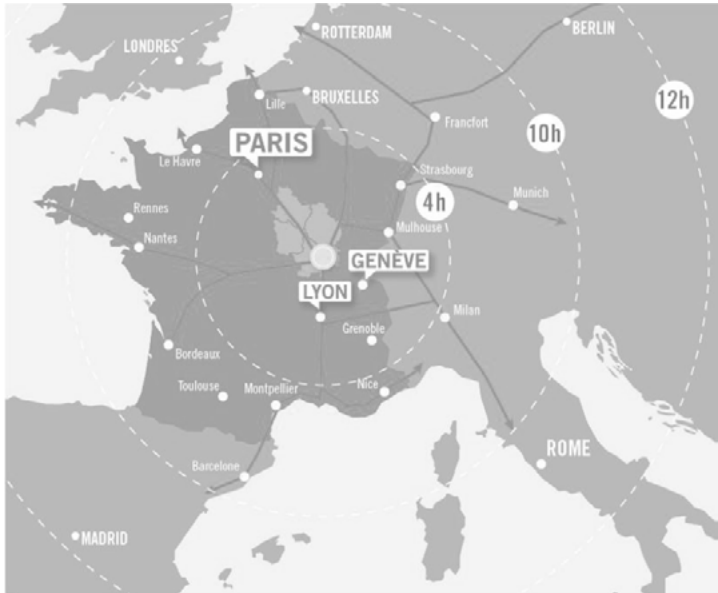 BERLIN
ROTTERDAM
LONDRES
12h
BRUXELLES
Lille
Francfort
10h
PARIS
Le Havre
Strasbourg
4h
Munich
Rennes
Mulhouse
Nantes
GENÈVE
LYON
Milan
Grenoble
Bordeaux
Nice
Toulouse
Montpellier
ROME
Barcelone
MADRID